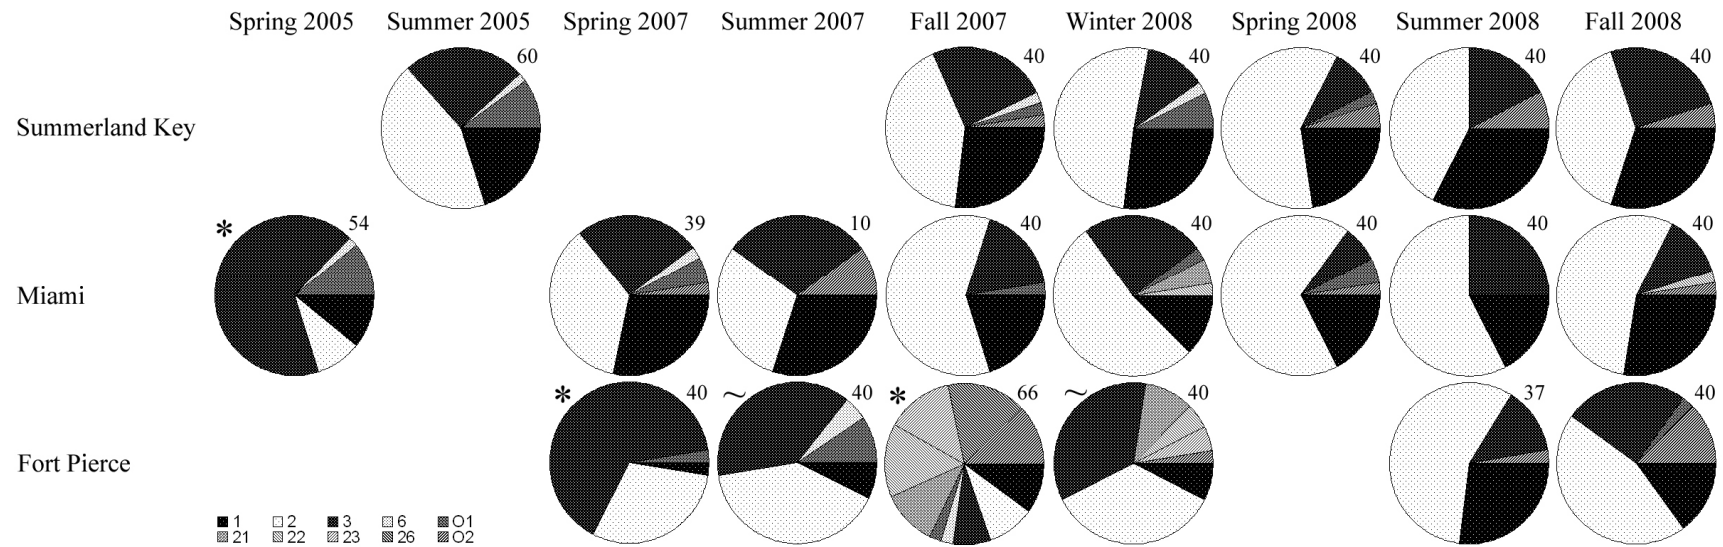 Spring 2005 Summer 2005 Spring 2007 Summer 2007 Fall 2007 Winter 2008 Spring 2008 Summer 2008 Fall 2008
60 40 40 40 40 40
Summerland Key
* 54 39 10 40 40 40 40 40
Miami
* 40 ~ 40 * 66 ~ 40 37 40
Fort Pierce
1 2 3 6 O1
21 22 23 26 O2